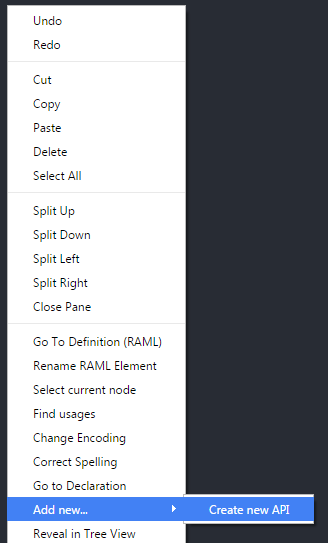 Undo
Redo
Cut
Copy
Paste
Delete
Select All
Split Up
Split Down
Split Left
Split Right
Close Pane
Go To Definition (RAML)
Rename RAML Element
Select current node
Find usages
Change Encoding
Correct Spelling
Go to Declaration
Add new... Create new API
Reveal in Tree View